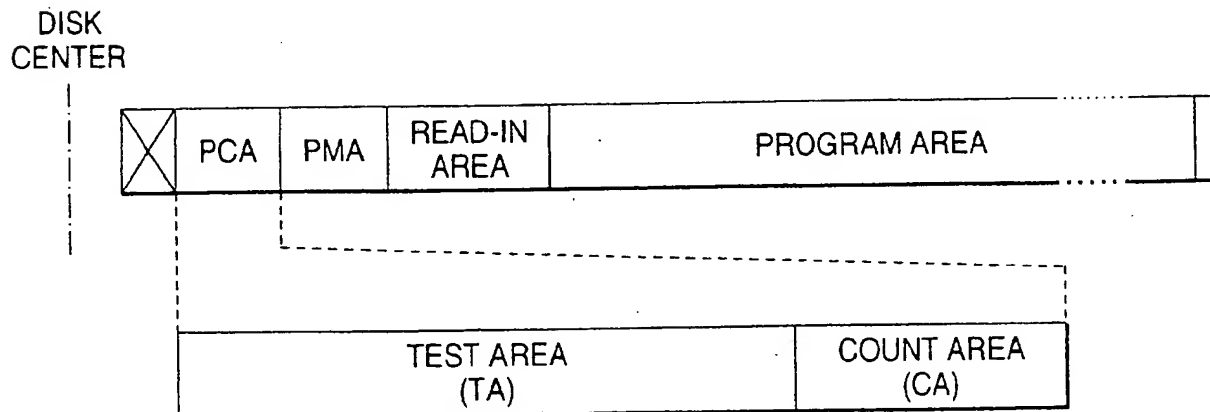 DISK
CENTER
PCA
PMA
READ-IN
AREA
PROGRAM AREA
TEST AREA
(TA)
COUNT AREA
(CA)